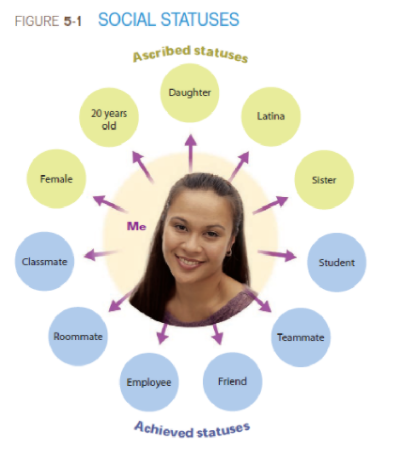 FIGURE 5-1 SOCIAL STATUSES
Ascribed statuses
Daughter
20 years
old
Latina
Female
Sister
Me
Classmate
Student
Roommate
Teammate
Employee
Friend
Achieved statuses